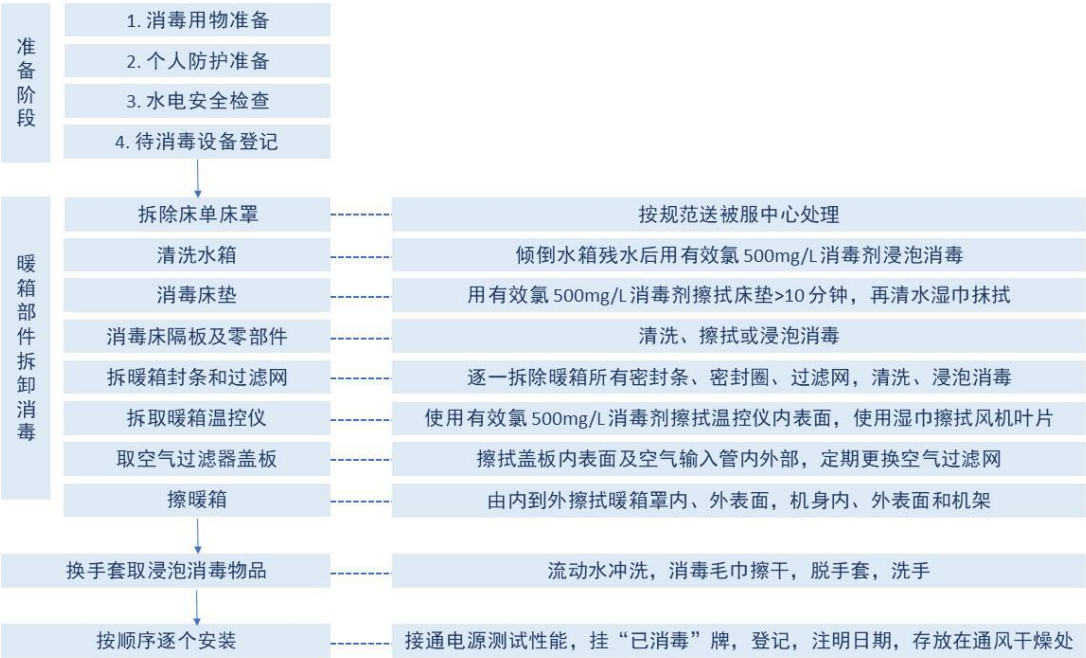 准备阶段
1. 消毒用物准备
2. 个人防护准备
3. 水电安全检查
4. 待消毒设备登记
暖箱部件拆卸消毒
拆除床单床罩
按规范送被服中心处理
清洗水箱
倾倒水箱残水后用有效氯500mg/L消毒剂浸泡消毒
消毒床垫
用有效氯500mg/L消毒剂擦拭床垫>10分钟，再清水湿巾抹拭
消毒床隔板及零部件
清洗、擦拭或浸泡消毒
拆暖箱封条和过滤网
逐一拆除暖箱所有密封条、密封圈、过滤网，清洗、浸泡消毒
拆取暖箱温控仪
使用有效氯500mg/L消毒剂擦拭温控仪内表面，使用湿巾擦拭风机叶片
取空气过滤器盖板
擦拭盖板内表面及空气输入管内外部，定期更换空气过滤网
擦暖箱
由内到外擦拭暖箱罩内、外表面，机身内、外表面和机架
换手套取浸泡消毒物品
流动水冲洗，消毒毛巾擦干，脱手套，洗手
按顺序逐个安装
接通电源测试性能，挂“已消毒”牌，登记，注明日期，存放在通风干燥处